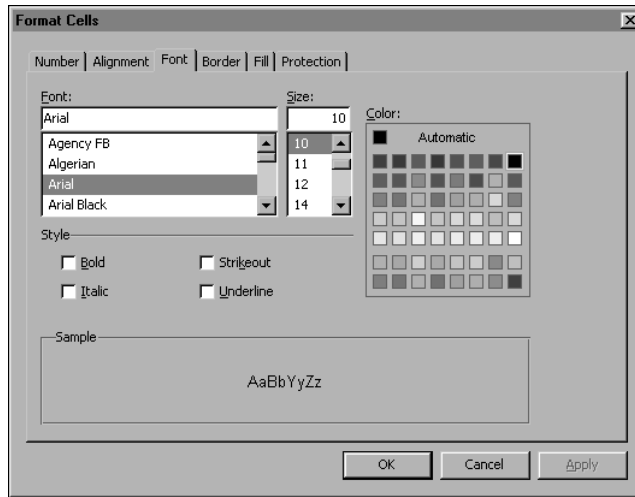 Format Cells
Number Alignment Font Border Fill Protection
Font:
Arial
Agency FB
Algerian
Arial
Arial Black
Size:
10
10
11
12
14
Color:
Automatic
Style
Bold
Strikeout
Italic
Underline
Sample
AaBbYyZz
OK
Cancel
Apply